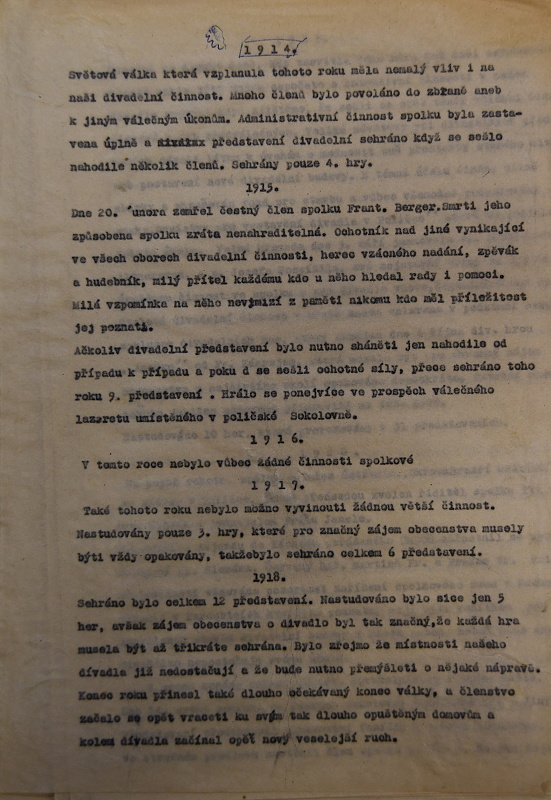 1914.
Světová válka která vzplanula tohoto roku měla nemalý vliv i na
naši divadelní činnost. Mnoho členů bylo povoláno do zbraně aneb
k jiným válečným úkonům. Administrativní činnost spolku byla zasta-
vena úplně a představení divadelní sehráno když se sešlo
nahodile několik členů. Sehrány pouze 4. hry.
1915.
Dne 20. února zemřel čestný člen spolku Frant. Berger.Smrti jeho
způsobena spolku zráta nenahraditelná. Ochotník nad jiné vynikající
ve všech oborech divadelní činnosti, herec vzácného nadání, zpěvák
a hudebník, milý přítel každému kdo u něho hledal rady i pomoci.
Milá vzpomínka na něho nevymizí z paměti nikomu kdo měl příležitost
jej poznati.
Ačkoliv divadelní představení bylo nutno sháněti jen nahodile od
případu k případu a poku d se sešli ochotné síly, přece sehráno toho
roku 9. představení . Hrálo se ponejvíce ve prospěch válečného
lazaretu umístěného v poličské Sokolovně.
1916.
V tomto roce nebylo vůbec žádné činnosti spolkové
1917.
Také tohoto roku nebylo možno vyvinouti žádnou větší činnost.
Nastudovány pouze 3. hry, které pro značný zájem obecenstva musely
býti vždy opakovány, takžebylo sehráno celkem 6 představení.
1918.
Sehráno bylo celkem 12 představení. Nastudováno bylo sice jen 5
her, avšak zájem obecenstva o divadlo byl tak značný,že každá hra
musela být až třikráte sehrána. Bylo zřejmo že místnosti našeho
dívadla již nedostačují a že bude nutno přemýšleti o nějaké nápravě.
Konec roku přinesl také dlouho očekávaný konec války, a členstvo
začalo se opět vraceti ku svým tak dlouho opuštěným domovům a
kolem dívadla začínal opět nový veselejší ruch.